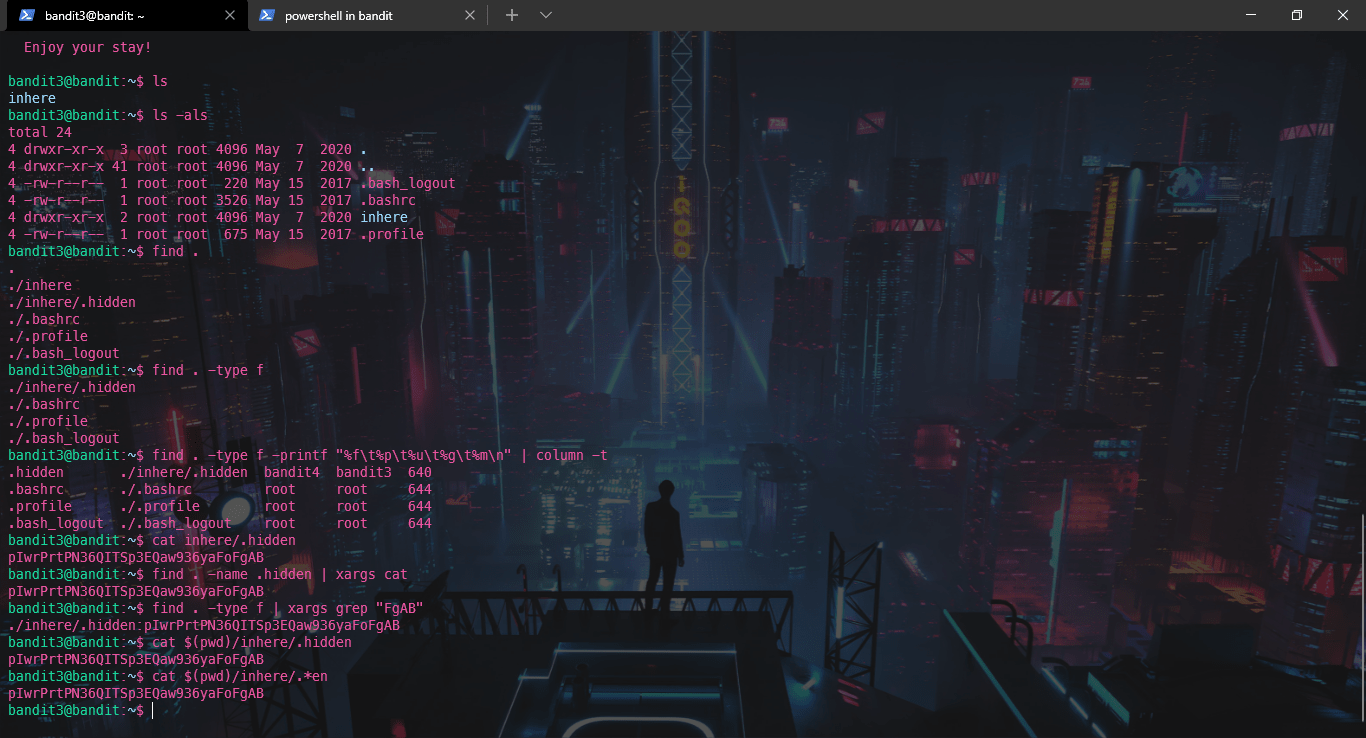 bandit3@bandit: ~
powershell in bandit
Enjoy your stay!
bandit3@bandit:~$ ls
inhere
bandit3@bandit:~$ ls -als
total 24
4 drwxr-xr-x  3 root root 4096 May  7  2020 .
4 drwxr-xr-x 41 root root 4096 May  7  2020 ..
4 -rw-r--r--  1 root root  220 May 15  2017 .bash_logout
4 -rw-r--r--  1 root root 3526 May 15  2017 .bashrc
4 drwxr-xr-x  2 root root 4096 May  7  2020 inhere
4 -rw-r--r--  1 root root  675 May 15  2017 .profile
bandit3@bandit:~$ find .
.
./inhere
./inhere/.hidden
./.bashrc
./.profile
./.bash_logout
bandit3@bandit:~$ find . -type f
./inhere/.hidden
./.bashrc
./.profile
./.bash_logout
bandit3@bandit:~$ find . -type f -printf "%f\t%p\t%u\t%g\t%m\n" | column -t
.hidden       ./inhere/.hidden  bandit4  bandit3  640
.bashrc       ./.bashrc         root     root     644
.profile      ./.profile        root     root     644
.bash_logout  ./.bash_logout    root     root     644
bandit3@bandit:~$ cat inhere/.hidden
pIwrPrtPN36QITSp3EQaw936yaFoFgAB
bandit3@bandit:~$ find . -name .hidden | xargs cat
pIwrPrtPN36QITSp3EQaw936yaFoFgAB
bandit3@bandit:~$ find . -type f | xargs grep "FgAB"
./inhere/.hidden:pIwrPrtPN36QITSp3EQaw936yaFoFgAB
bandit3@bandit:~$ cat $(pwd)/inhere/.hidden
pIwrPrtPN36QITSp3EQaw936yaFoFgAB
bandit3@bandit:~$ cat $(pwd)/inhere/.*en
pIwrPrtPN36QITSp3EQaw936yaFoFgAB
bandit3@bandit:~$